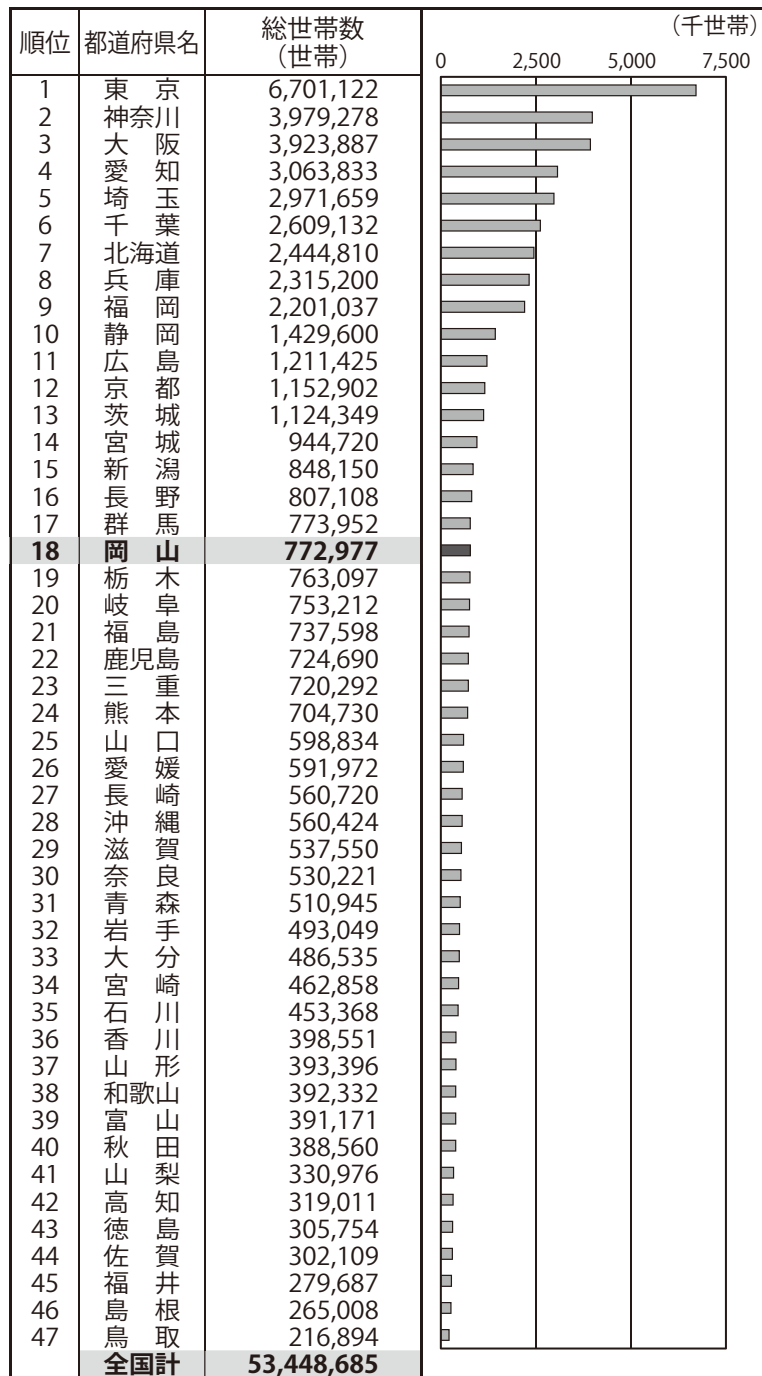 順位 都道府県名 総世帯数（世帯） （千世帯）
0 2,500 5,000 7,500
1 東京 6,701,122
2 神奈川 3,979,278
3 大阪 3,923,887
4 愛知 3,063,833
5 埼玉 2,971,659
6 千葉 2,609,132
7 北海道 2,444,810
8 兵庫 2,315,200
9 福岡 2,201,037
10 静岡 1,429,600
11 広島 1,211,425
12 京都 1,152,902
13 茨城 1,124,349
14 宮城 944,720
15 新潟 848,150
16 長野 807,108
17 群馬 773,952
18 岡山 772,977
19 栃木 763,097
20 岐阜 753,212
21 福島 737,598
22 鹿児島 724,690
23 三重 720,292
24 熊本 704,730
25 山口 598,834
26 愛媛 591,972
27 長崎 560,720
28 沖縄 560,424
29 滋賀 537,550
30 奈良 530,221
31 青森 510,945
32 岩手 493,049
33 大分 486,535
34 宮崎 462,858
35 石川 453,368
36 香川 398,551
37 山形 393,396
38 和歌山 392,332
39 富山 391,171
40 秋田 388,560
41 山梨 330,976
42 高知 319,011
43 徳島 305,754
44 佐賀 302,109
45 福井 279,687
46 島根 265,008
47 鳥取 216,894
全国計 53,448,685